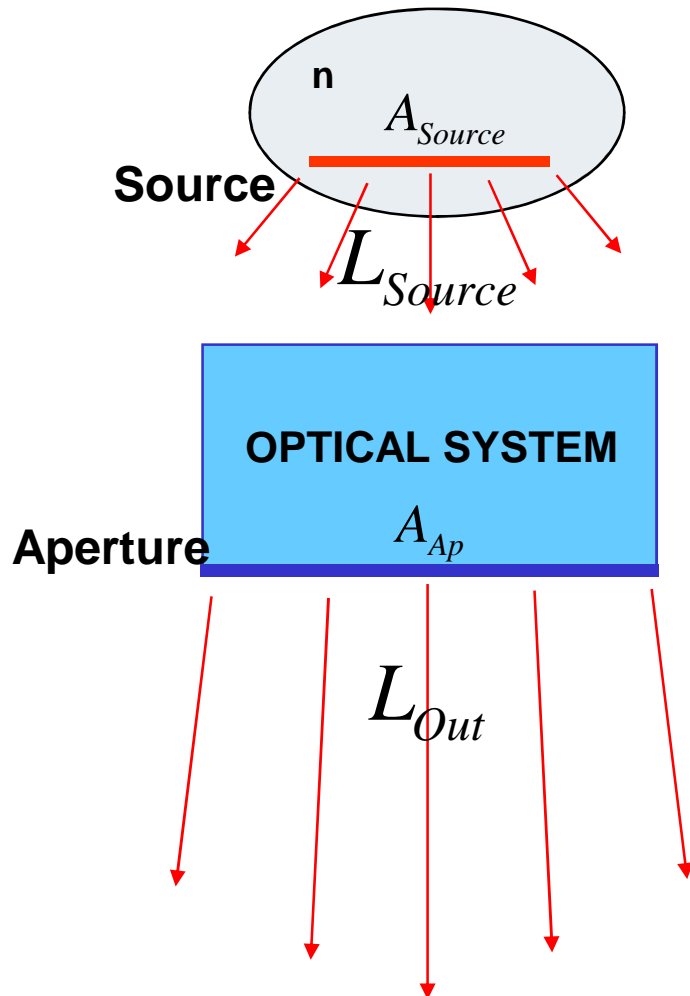 n
A_Source
Source
L_Source
OPTICAL SYSTEM
A_Ap
Aperture
L_Out